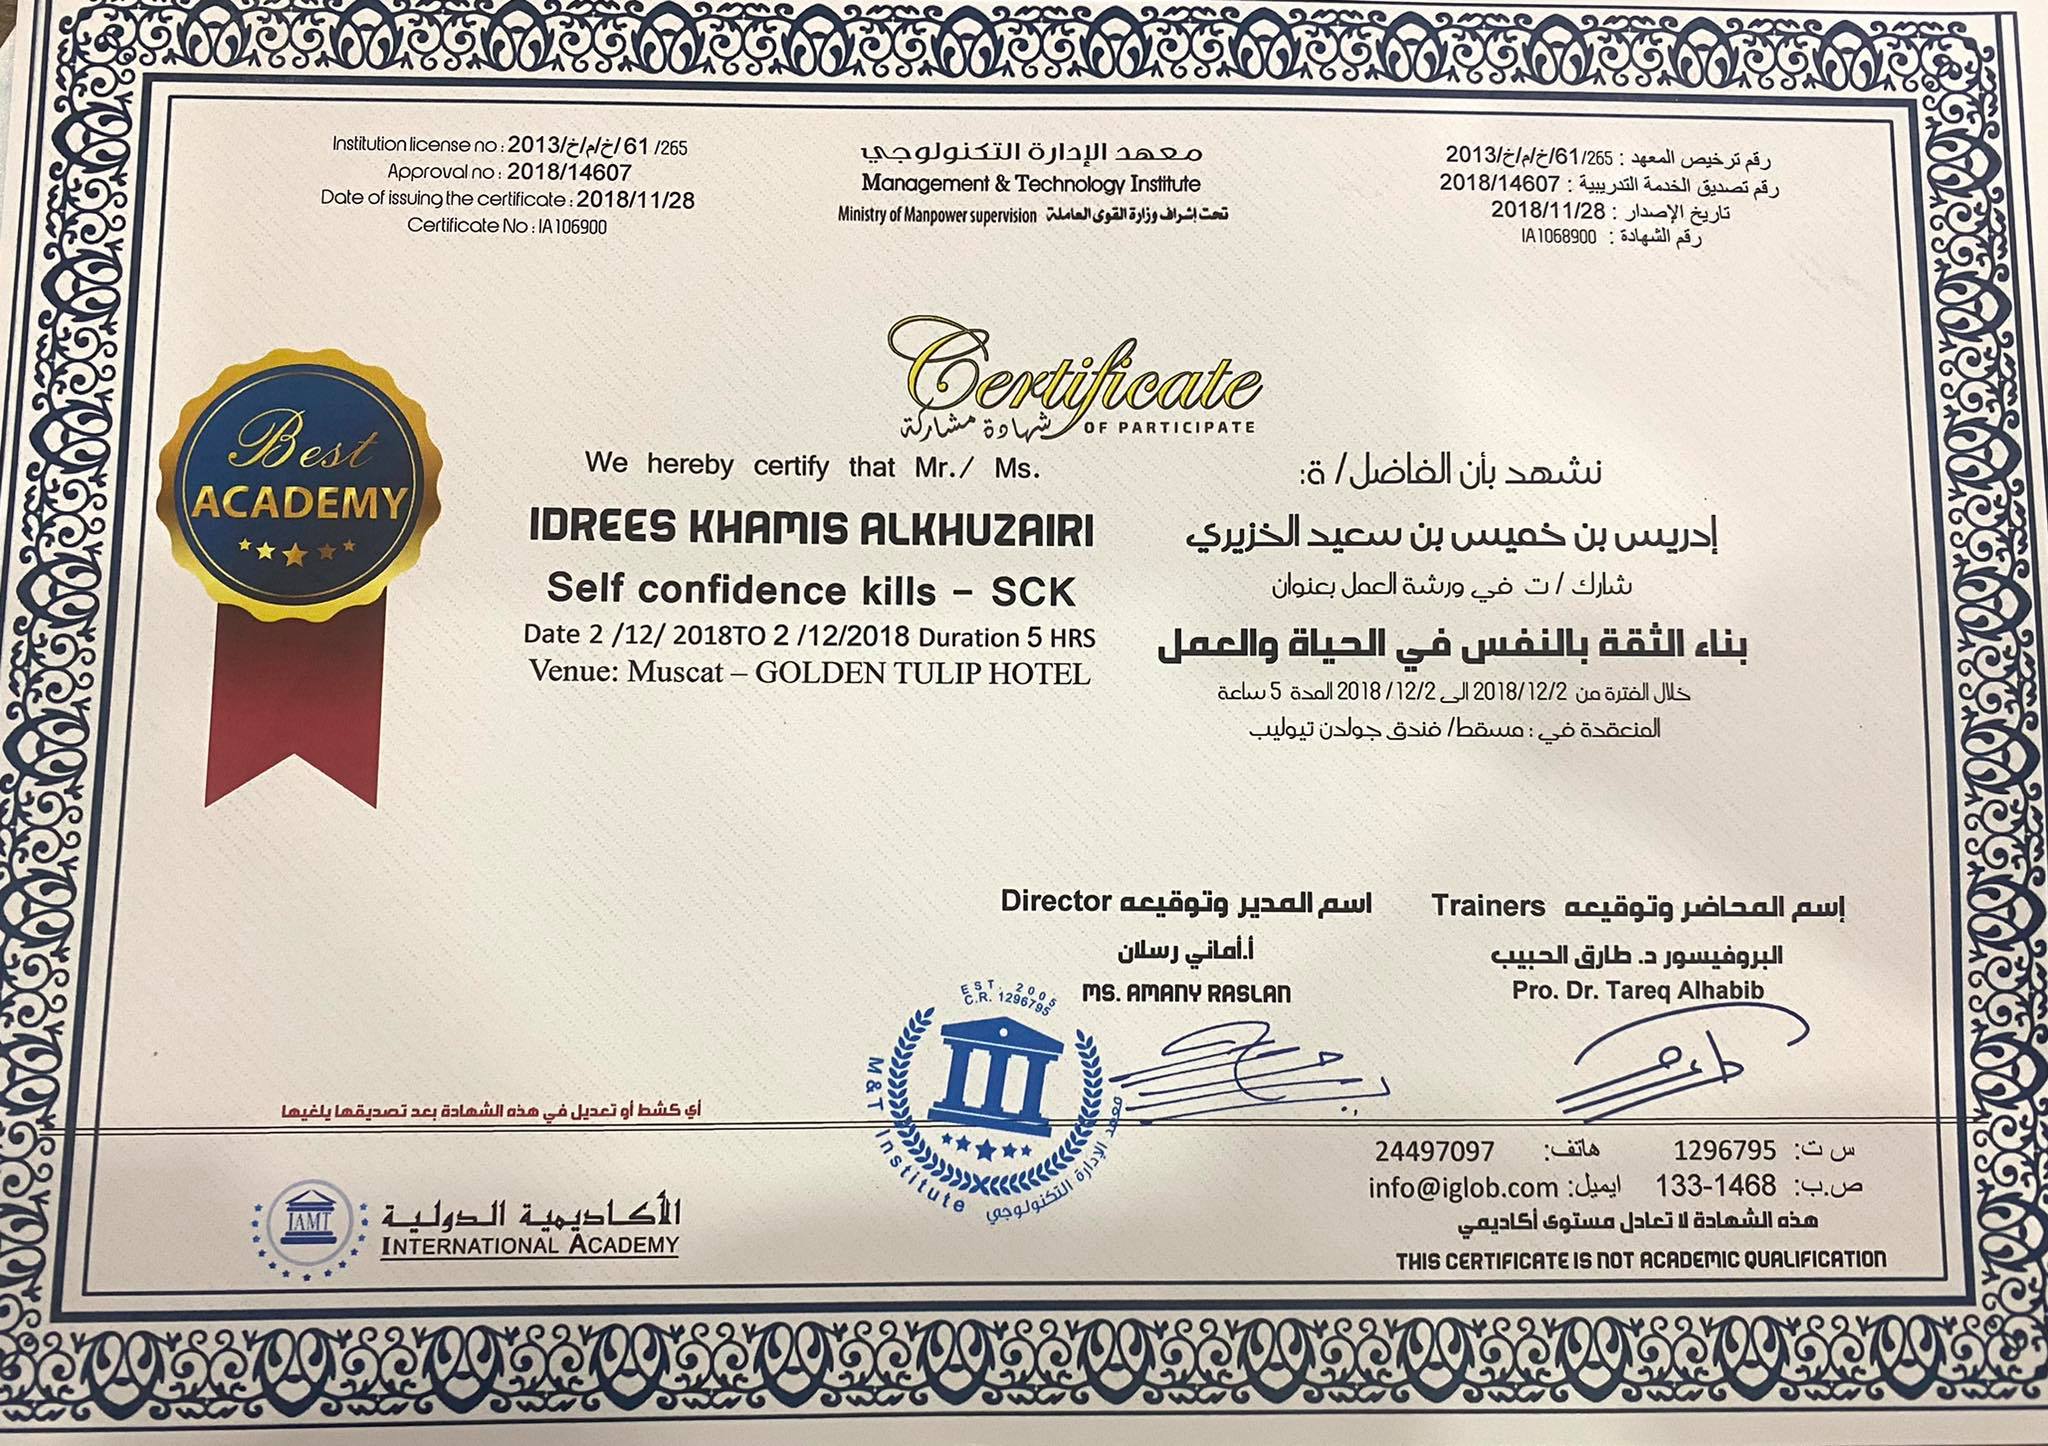 Institution license no : 2013/خ/م/خ/61 /265
Approval no : 2018/14607
Date of issuing the certificate : 2018/11/28
Certificate No : IA106900
معهد الإدارة التكنولوجي
Management & Technology Institute
Ministry of Manpower supervision تحت إشراف وزارة القوى العاملة
رقم ترخيص المعهد : 2013/خ/م/خ/61/265
رقم تصديق الخدمة التدريبية : 2018/14607
تاريخ الإصدار : 2018/11/28
رقم الشهادة : IA1068900
Certificate
شهادة مشاركة OF PARTICIPATE
Best
ACADEMY
We hereby certify that Mr./ Ms.
IDREES KHAMIS ALKHUZAIRI
Self confidence kills – SCK
Date 2 /12/ 2018TO 2 /12/2018 Duration 5 HRS
Venue: Muscat – GOLDEN TULIP HOTEL
نشهد بأن الفاضل/ ة:
إدريس بن خميس بن سعيد الخزيري
شارك / ت في ورشة العمل بعنوان
بناء الثقة بالنفس في الحياة والعمل
خلال الفترة من 2018/12/2 الى 2018/12/2 المدة 5 ساعة
المنعقدة في : مسقط/ فندق جولدن تيوليب
اسم المدير وتوقيعه Director
أ.أماني رسلان
MS. AMANY RASLAN
إسم المحاضر وتوقيعه Trainers
البروفيسور د. طارق الحبيب
Pro. Dr. Tareq Alhabib
EST. 2005
C.R. 1296795
M&T Institute
معهد الإدارة التكنولوجي
أي كشط أو تعديل في هذه الشهادة بعد تصديقها يلغيها
IAMT
الأكاديمية الدولية
INTERNATIONAL ACADEMY
س ت: 1296795 هاتف: 24497097
ص.ب: 133-1468 ايميل: info@iglob.com
هذه الشهادة لا تعادل مستوى أكاديمي
THIS CERTIFICATE IS NOT ACADEMIC QUALIFICATION